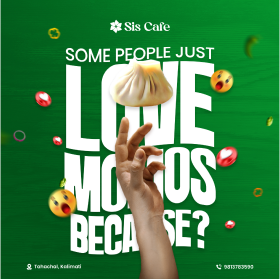 Sis Cafe
SOME PEOPLE JUST
LOVE
MOMOS
BECAUSE?
Tahachal, Kalimati
9813783590